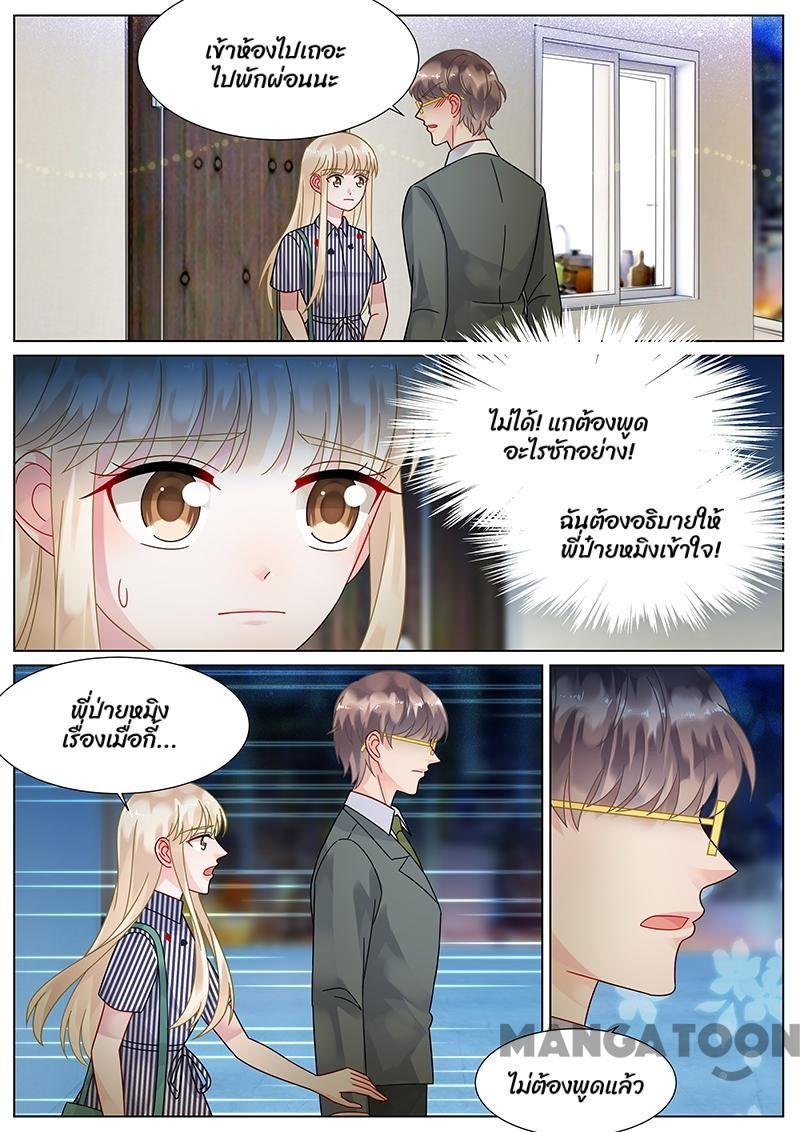 เข้าห้องไปเถอะ
ไปพักผ่อนนะ
ไม่ได้! แกต้องพูด
อะไรซักอย่าง!
ฉันต้องอธิบายให้
พี่ป๋ายหมิงเข้าใจ!
พี่ป๋ายหมิง
เรื่องเมื่อกี้...
MANGATOON
ไม่ต้องพูดแล้ว